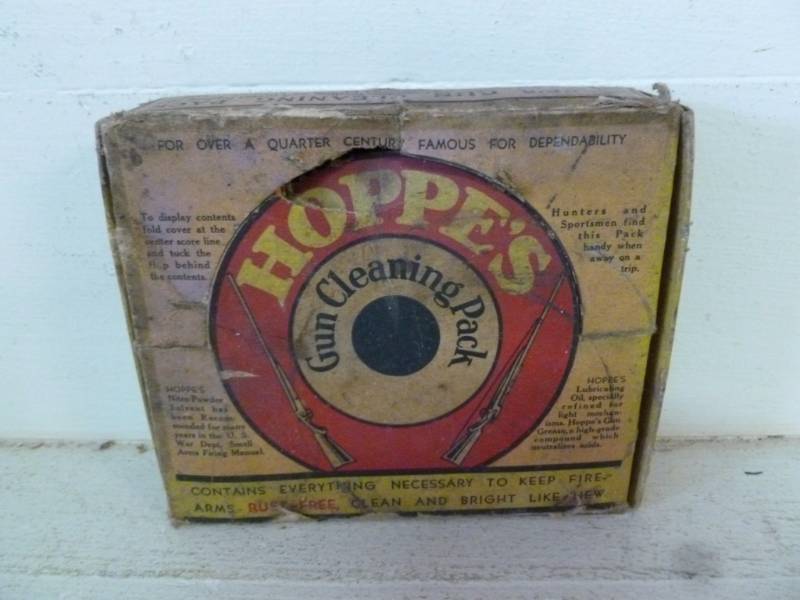 FOR OVER A QUARTER CENTURY FAMOUS FOR DEPENDABILITY
To display contents
fold cover at the
center score line
and tuck the
flap behind
the contents.
HOPPE'S
Gun Cleaning Pack
Hunters and
Sportsmen find
this Pack
handy when
away on a
trip.
HOPPE'S
Nitro Powder
Solvent has
been Recom-
mended for many
years in the U. S.
War Dept. Small
Arms Firing Manual.
HOPPE'S
Lubricating
Oil, specially
refined for
light mechan-
isms. Hoppe's Gun
Grease, a high grade
compound which
neutralizes acids.
CONTAINS EVERYTHING NECESSARY TO KEEP FIRE-
ARMS RUST-FREE, CLEAN AND BRIGHT LIKE NEW